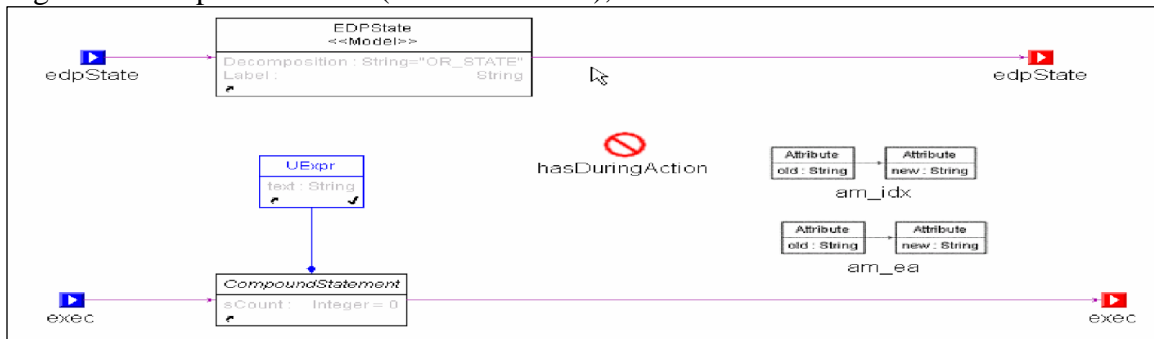 EDPState
<<Model>>
Decomposition : String="OR_STATE"
Label : String
edpState
edpState
hasDuringAction
UExpr
text : String
Attribute
old : String
Attribute
new : String
am_idx
Attribute
old : String
Attribute
new : String
am_ea
CompoundStatement
sCount : Integer = 0
exec
exec